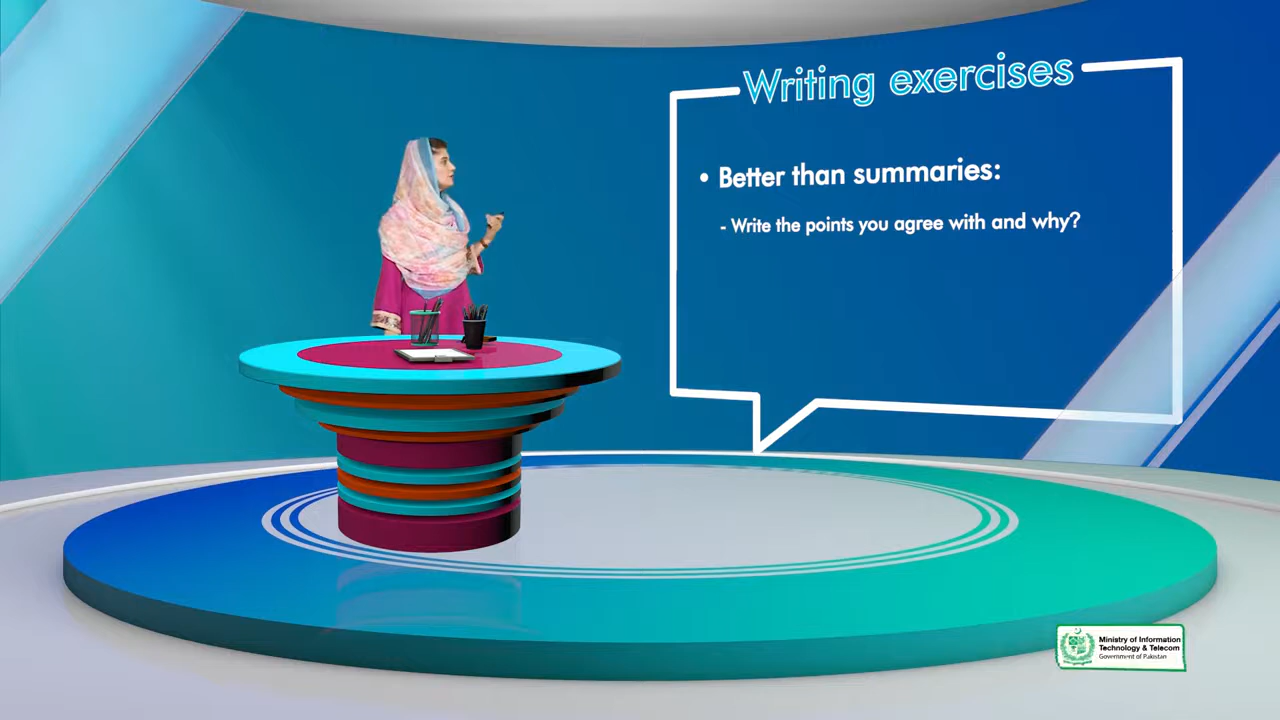 Writing exercises
• Better than summaries:
- Write the points you agree with and why?
Ministry of Information
Technology & Telecom
Government of Pakistan